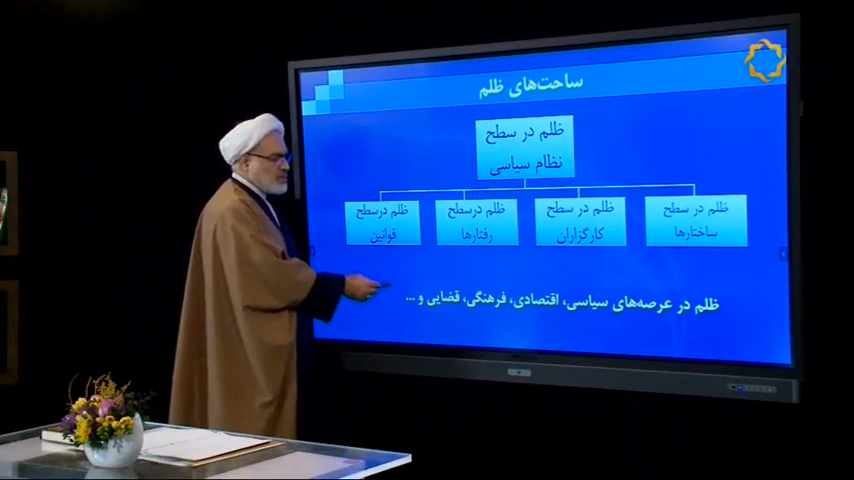 ساحت‌های ظلم
ظلم در سطح
نظام سیاسی
ظلم در سطح
ساختارها
ظلم در سطح
کارگزاران
ظلم درسطح
رفتارها
ظلم درسطح
قوانین
ظلم در عرصه‌های سیاسی، اقتصادی، فرهنگی، قضایی و ...